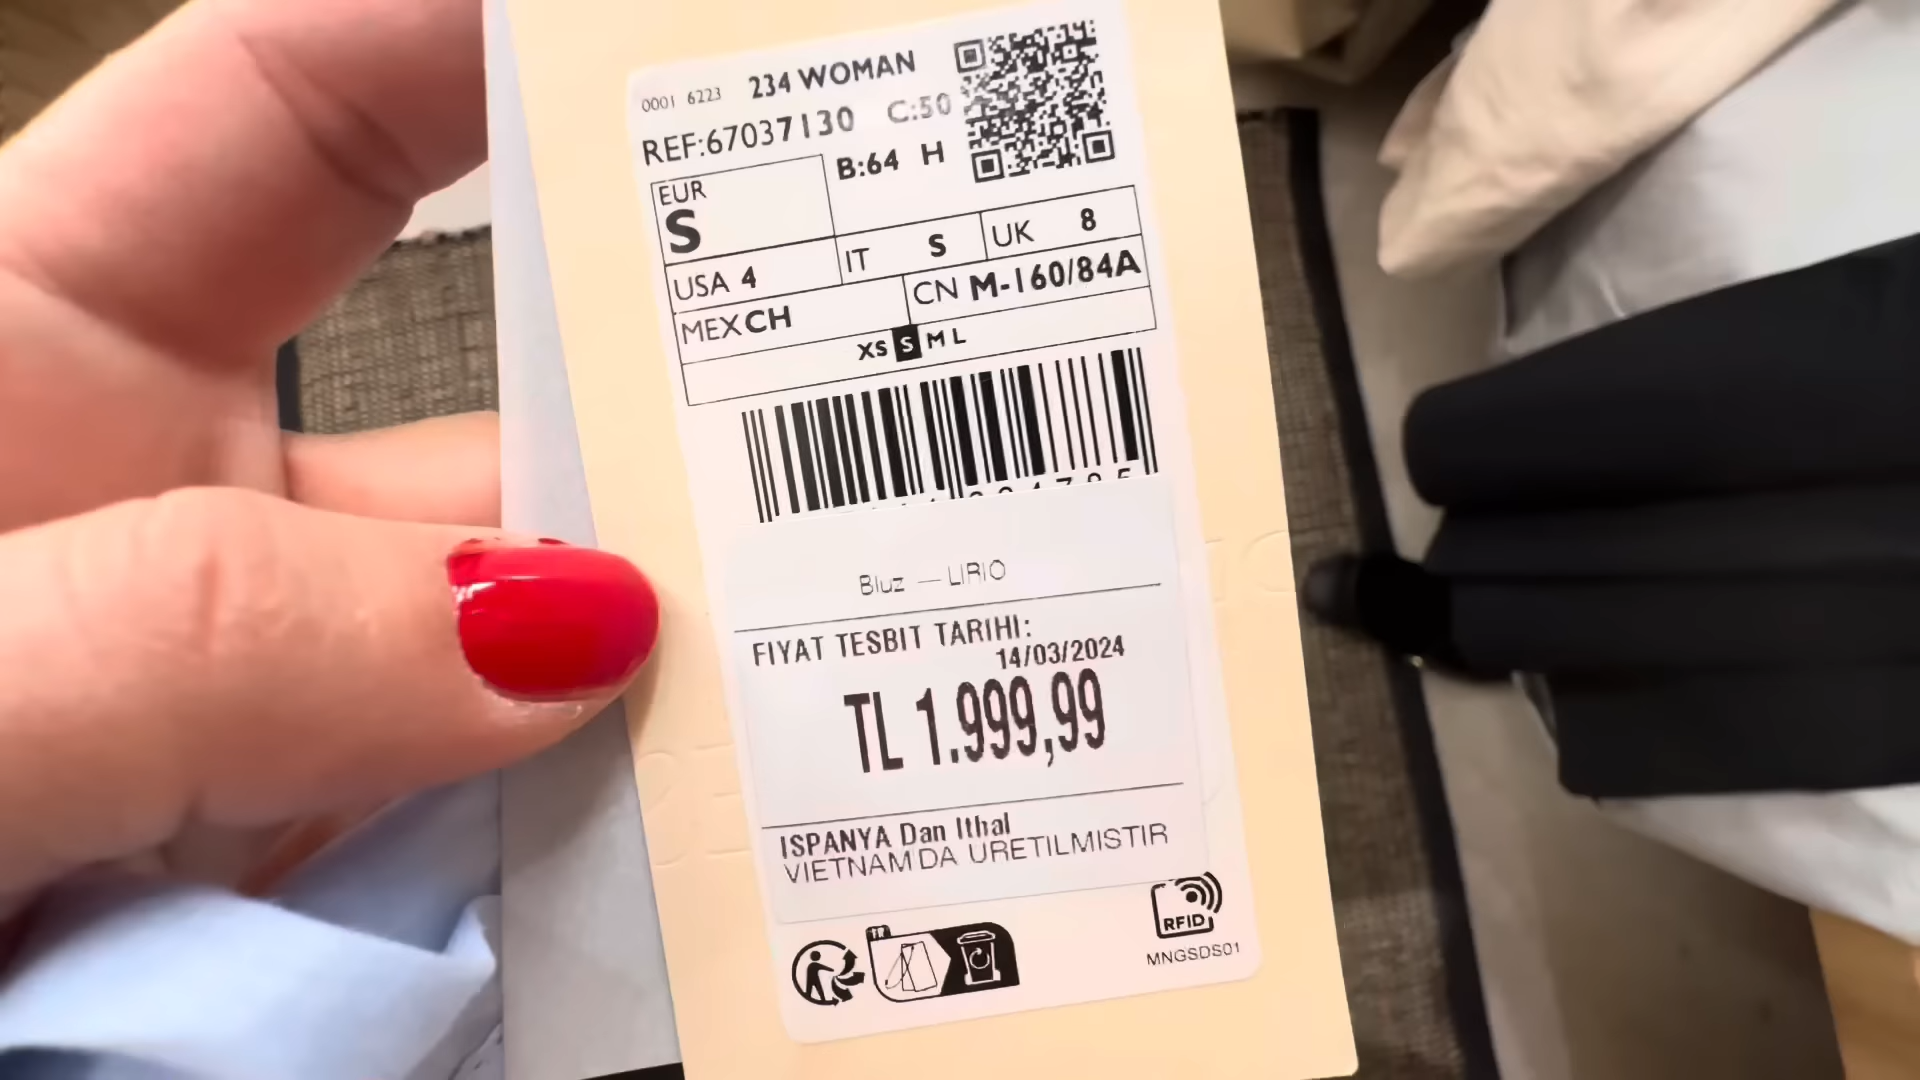 0001 6223 234 WOMAN
REF:67037130 C:50
B:64 H
EUR
S
USA 4
IT S
UK 8
MEX CH
CN M-160/84A
XS S M L
Bluz — LIRIO
FIYAT TESBIT TARIHI:
14/03/2024
TL 1.999,99
ISPANYA Dan Ithal
VIETNAM DA URETILMISTIR
FR
RFID
MNGSDS01